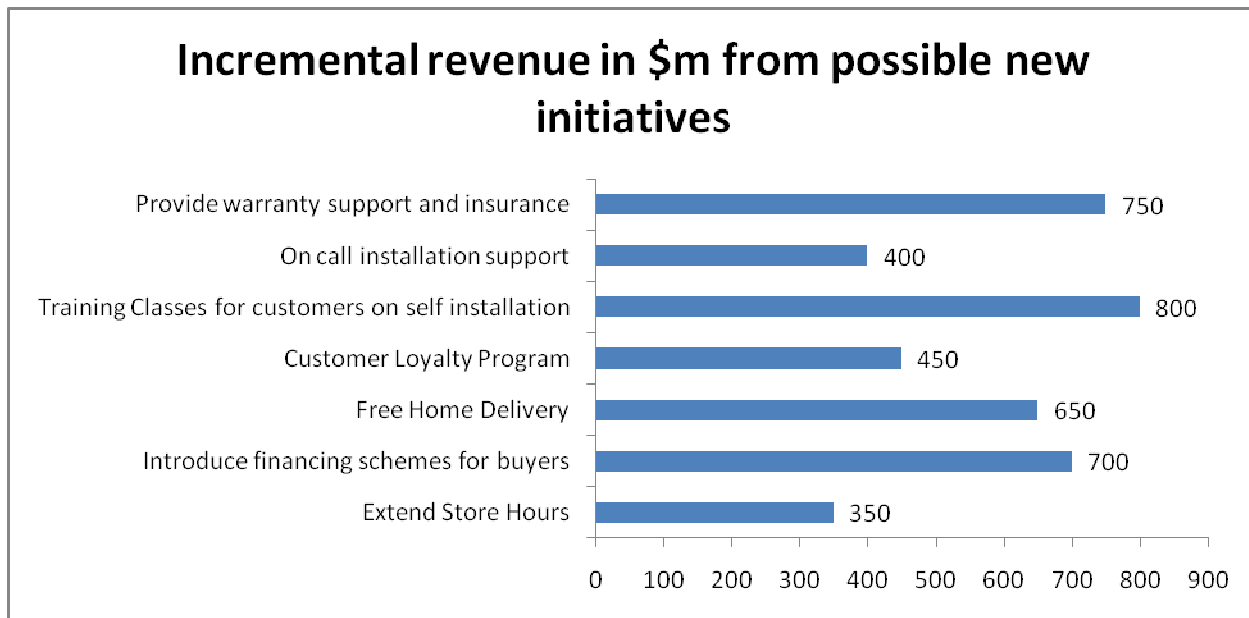 Incremental revenue in $m from possible new
initiatives
Provide warranty support and insurance 750
On call installation support 400
Training Classes for customers on self installation 800
Customer Loyalty Program 450
Free Home Delivery 650
Introduce financing schemes for buyers 700
Extend Store Hours 350
0 100 200 300 400 500 600 700 800 900